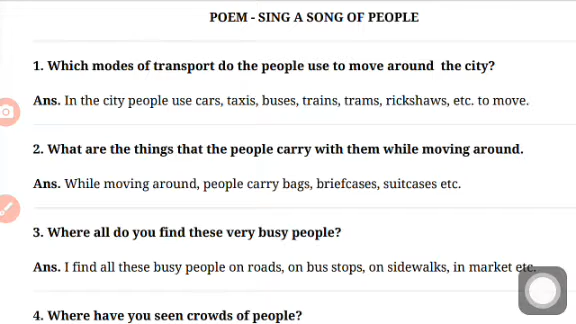 POEM - SING A SONG OF PEOPLE
1. Which modes of transport do the people use to move around the city?
Ans. In the city people use cars, taxis, buses, trains, trams, rickshaws, etc. to move.
2. What are the things that the people carry with them while moving around.
Ans. While moving around, people carry bags, briefcases, suitcases etc.
3. Where all do you find these very busy people?
Ans. I find all these busy people on roads, on bus stops, on sidewalks, in market etc.
4. Where have you seen crowds of people?